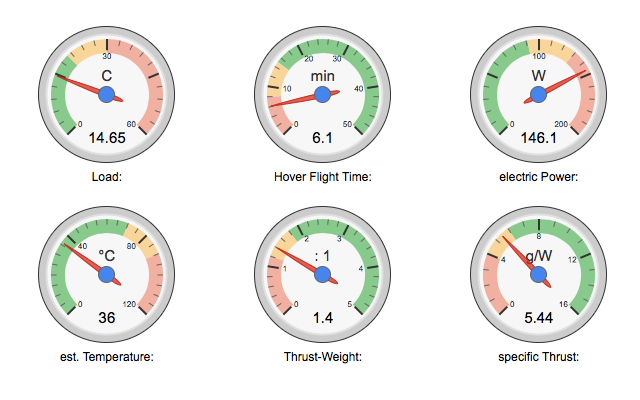 30
C
0 60
14.65
Load:
20 30
min
10 40
0 50
6.1
Hover Flight Time:
100
W
0 200
146.1
electric Power:
40 80
°C
0 120
36
est. Temperature:
2 3
: 1
1 4
0 5
1.4
Thrust-Weight:
8
g/W
4 12
0 16
5.44
specific Thrust: